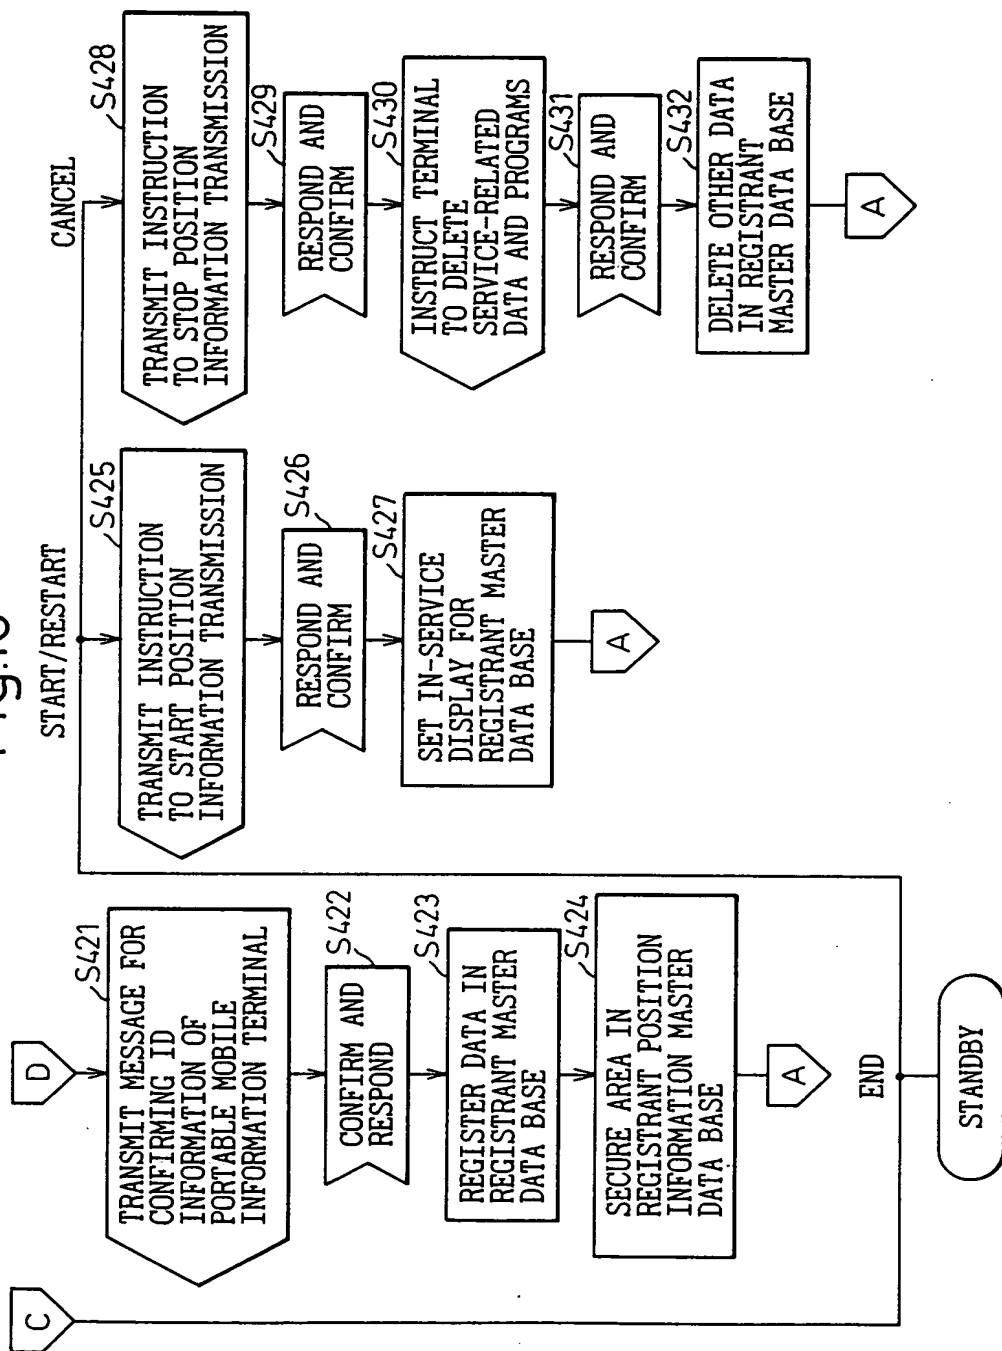 START/RESTART
CANCEL
C
D
S421
TRANSMIT MESSAGE FOR
CONFIRMING ID
INFORMATION OF
PORTABLE MOBILE
INFORMATION TERMINAL
S422
CONFIRM AND
RESPOND
S423
REGISTER DATA IN
REGISTRANT MASTER
DATA BASE
S424
SECURE AREA IN
REGISTRANT POSITION
INFORMATION MASTER
DATA BASE
A
END
STANDBY
S425
TRANSMIT INSTRUCTION
TO START POSITION
INFORMATION TRANSMISSION
S426
RESPOND AND
CONFIRM
S427
SET IN-SERVICE
DISPLAY FOR
REGISTRANT MASTER
DATA BASE
A
S428
TRANSMIT INSTRUCTION
TO STOP POSITION
INFORMATION TRANSMISSION
S429
RESPOND AND
CONFIRM
S430
INSTRUCT TERMINAL
TO DELETE
SERVICE-RELATED
DATA AND PROGRAMS
S431
RESPOND AND
CONFIRM
S432
DELETE OTHER DATA
IN REGISTRANT
MASTER DATA BASE
A